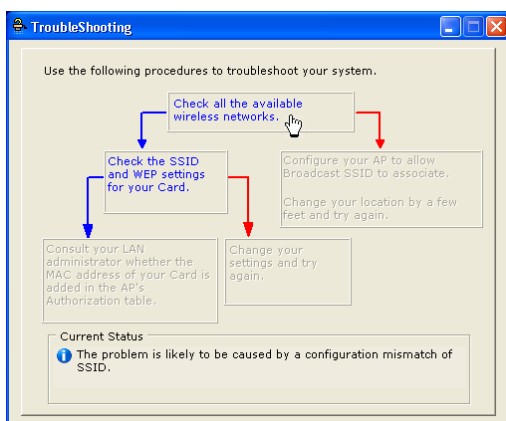 TroubleShooting
Use the following procedures to troubleshoot your system.
Check all the available
wireless networks.
Check the SSID
and WEP settings
for your Card.
Configure your AP to allow
Broadcast SSID to associate.
Change your location by a few
feet and try again.
Consult your LAN
administrator whether the
MAC address of your Card is
added in the AP's
Authorization table.
Change your
settings and try
again.
Current Status
The problem is likely to be caused by a configuration mismatch of
SSID.